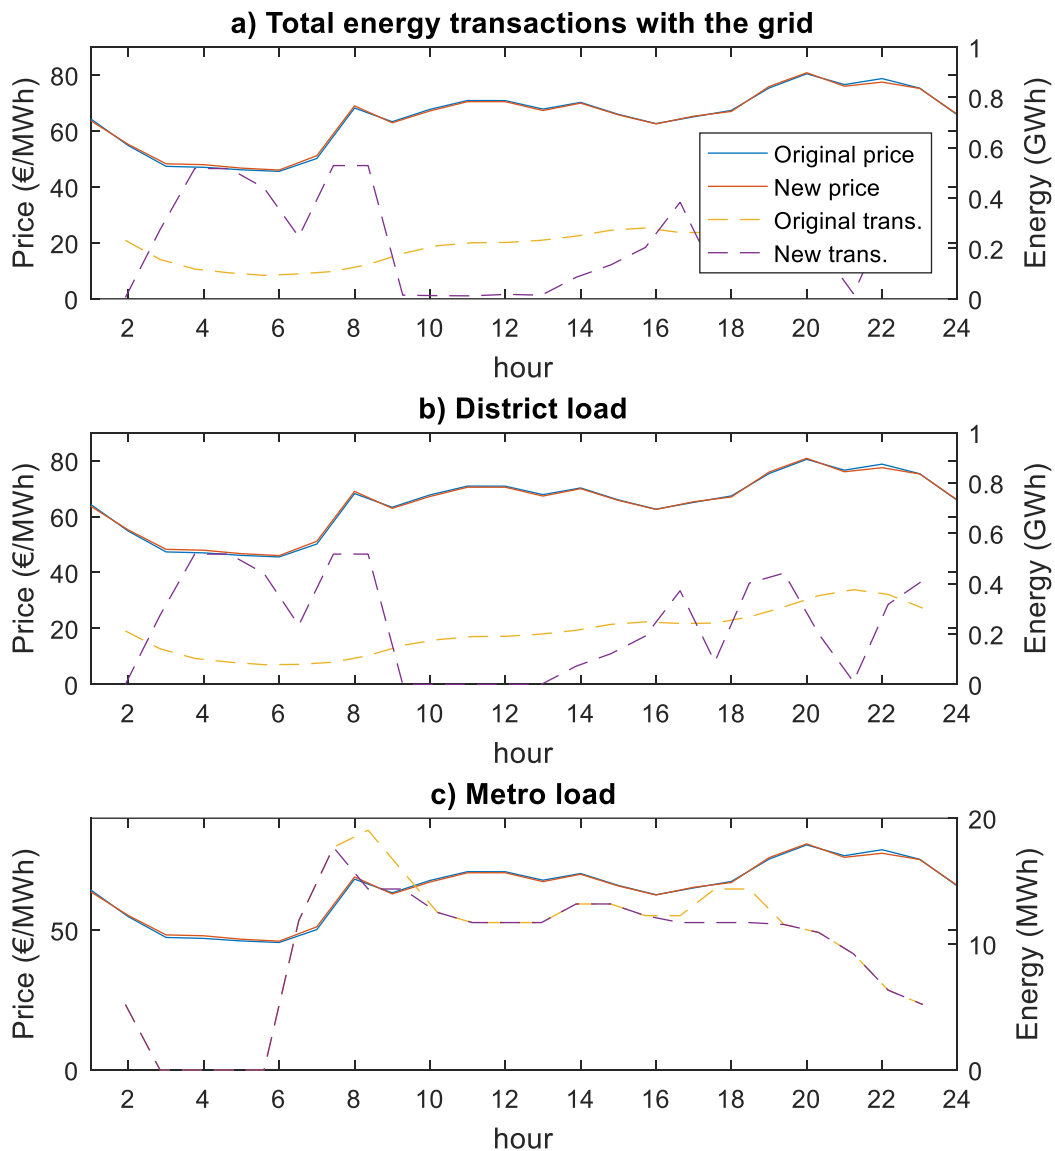 a) Total energy transactions with the grid
Price (€/MWh)
80
60
40
20
0
1
0.8
0.6
0.4
0.2
0
Energy (GWh)
Original price
New price
Original trans.
New trans.
2 4 6 8 10 12 14 16 18 20 22 24
hour
b) District load
Price (€/MWh)
80
60
40
20
0
1
0.8
0.6
0.4
0.2
0
Energy (GWh)
2 4 6 8 10 12 14 16 18 20 22 24
hour
c) Metro load
Price (€/MWh)
50
0
20
10
0
Energy (MWh)
2 4 6 8 10 12 14 16 18 20 22 24
hour